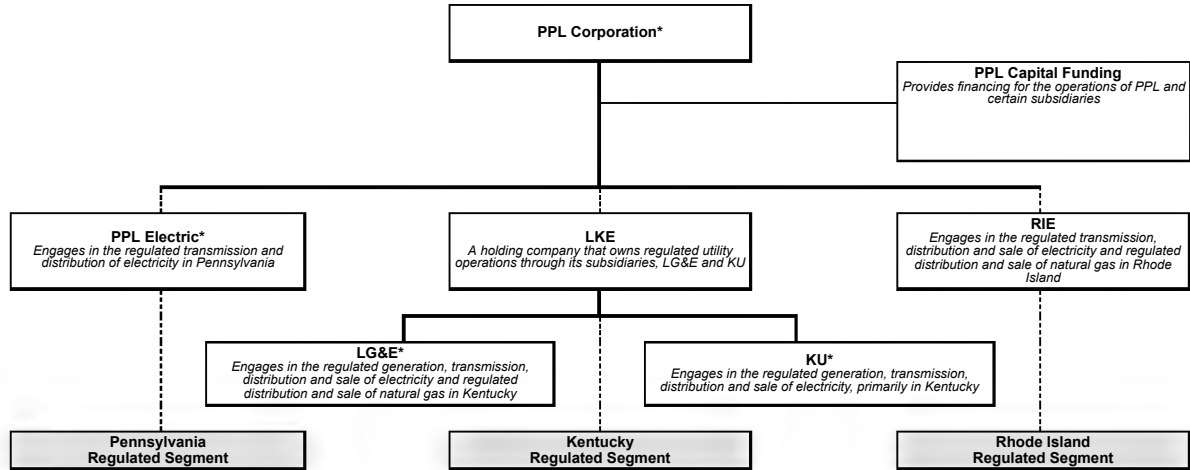 PPL Corporation*
PPL Capital Funding
Provides financing for the operations of PPL and
certain subsidiaries
PPL Electric*
Engages in the regulated transmission and
distribution of electricity in Pennsylvania
LKE
A holding company that owns regulated utility
operations through its subsidiaries, LG&E and KU
RIE
Engages in the regulated transmission,
distribution and sale of electricity and regulated
distribution and sale of natural gas in Rhode
Island
LG&E*
Engages in the regulated generation, transmission,
distribution and sale of electricity and regulated
distribution and sale of natural gas in Kentucky
KU*
Engages in the regulated generation, transmission,
distribution and sale of electricity, primarily in Kentucky
Pennsylvania
Regulated Segment
Kentucky
Regulated Segment
Rhode Island
Regulated Segment